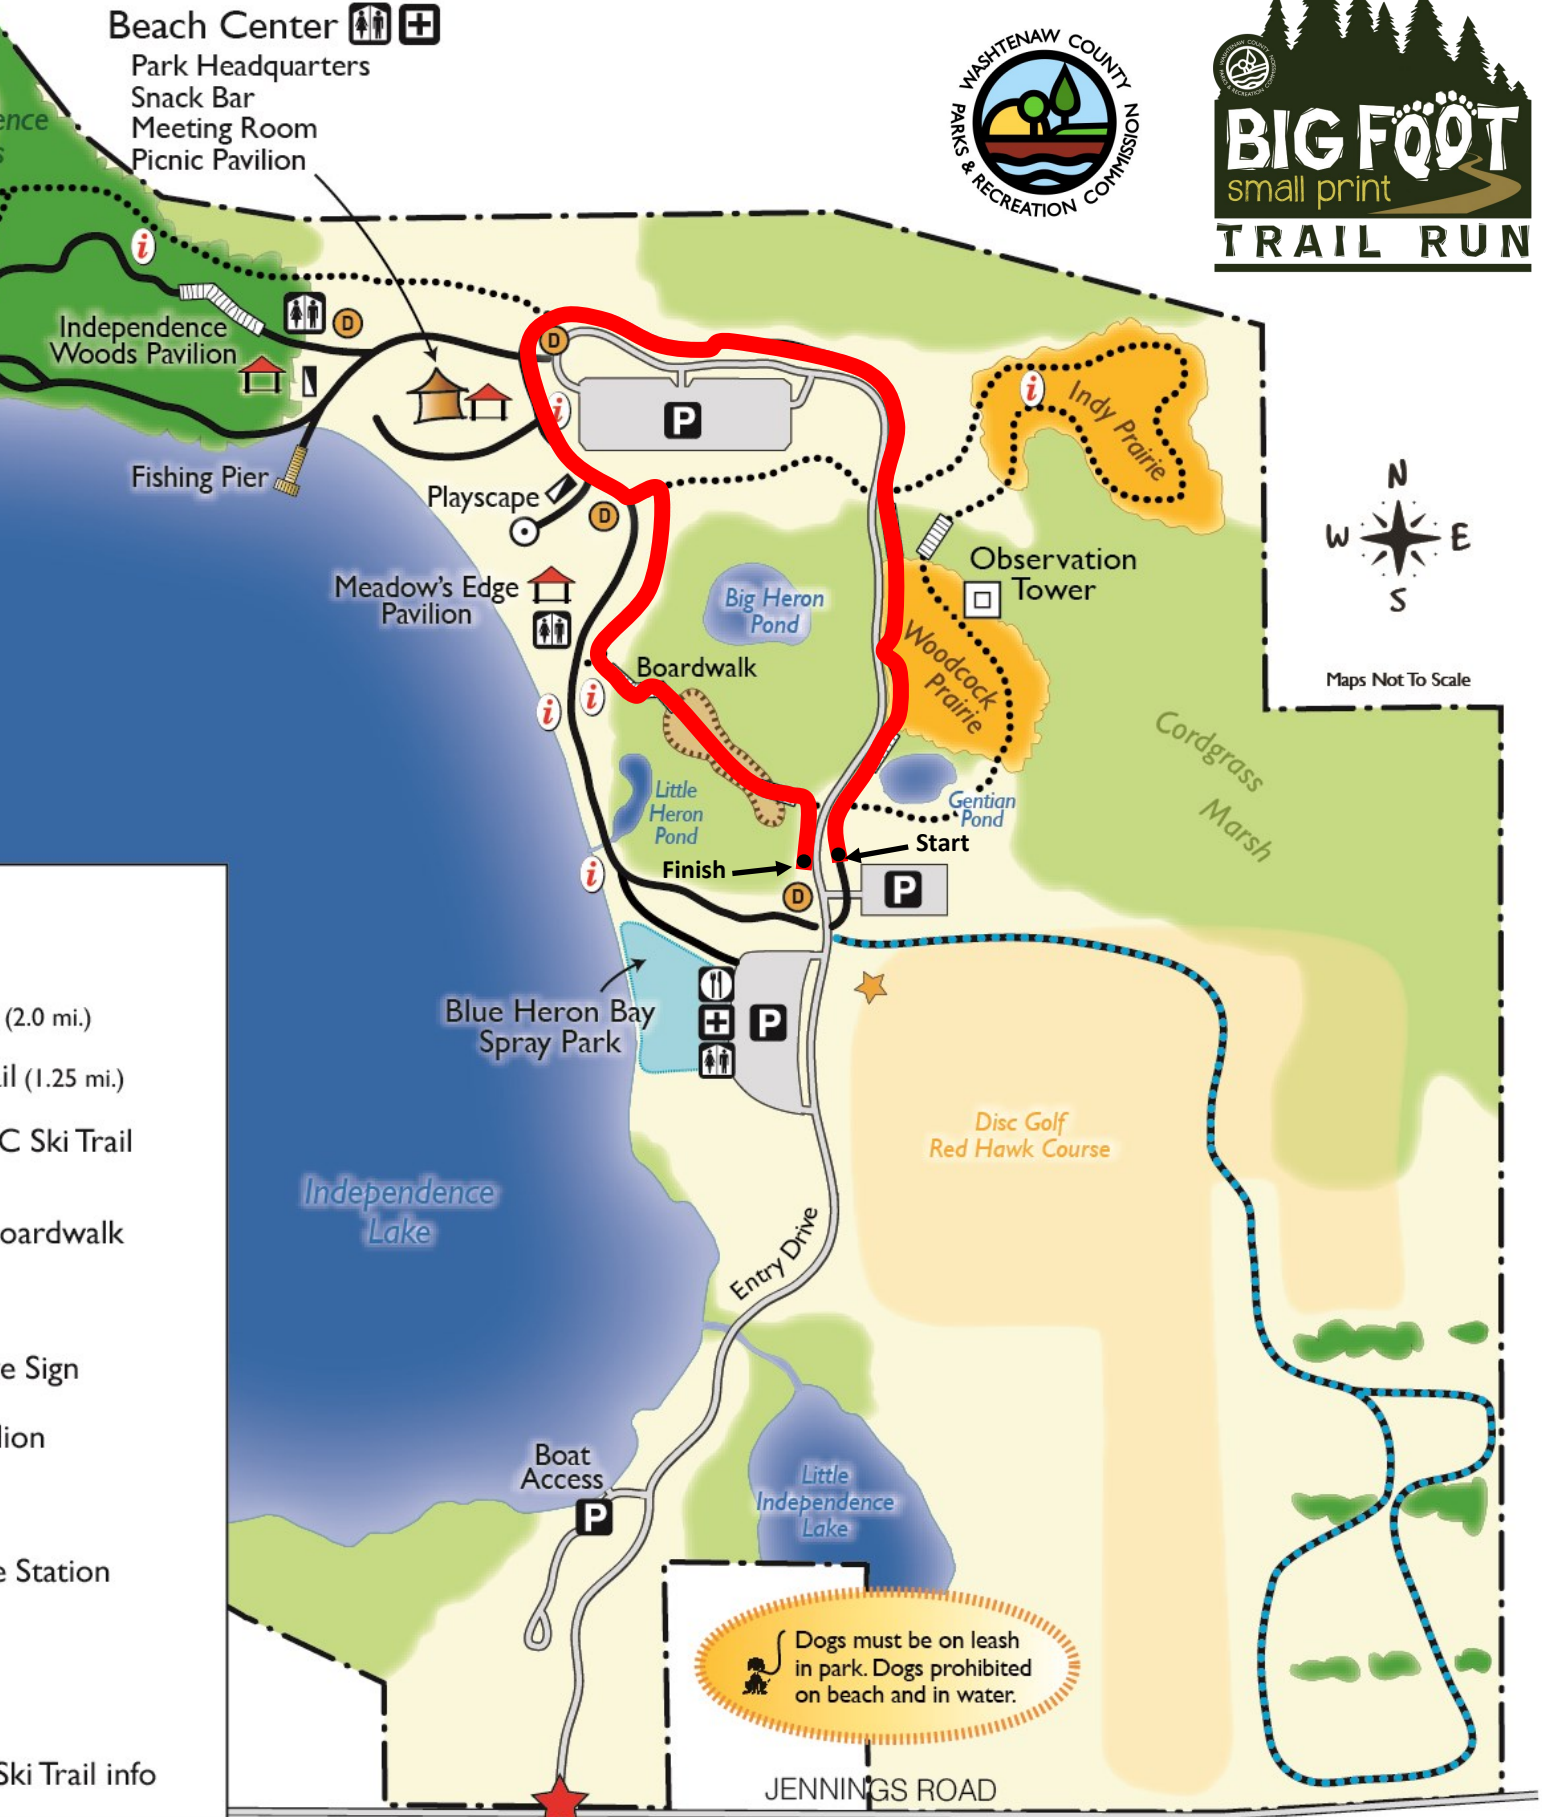 Beach Center
Park Headquarters
Snack Bar
Meeting Room
Picnic Pavilion
WASHTENAW COUNTY
PARKS & RECREATION COMMISSION
BIGFOOT
small print
TRAIL RUN
ence
s
i
Independence
Woods Pavilion
D
D
i
P
i
Indy Prairie
Fishing Pier
Playscape
D
N
W E
S
Observation
Tower
Meadow's Edge
Pavilion
Big Heron
Pond
Boardwalk
Woodcock
Prairie
Maps Not To Scale
i
i
Cordgrass
Marsh
Little
Heron
Pond
Gentian
Pond
Start
Finish
i
D
P
Blue Heron Bay
Spray Park
P
(2.0 mi.)
il (1.25 mi.)
C Ski Trail
oardwalk
e Sign
lion
e Station
Ski Trail info
Disc Golf
Red Hawk Course
Independence
Lake
Entry Drive
Boat
Access
P
Little
Independence
Lake
Dogs must be on leash
in park. Dogs prohibited
on beach and in water.
JENNINGS ROAD